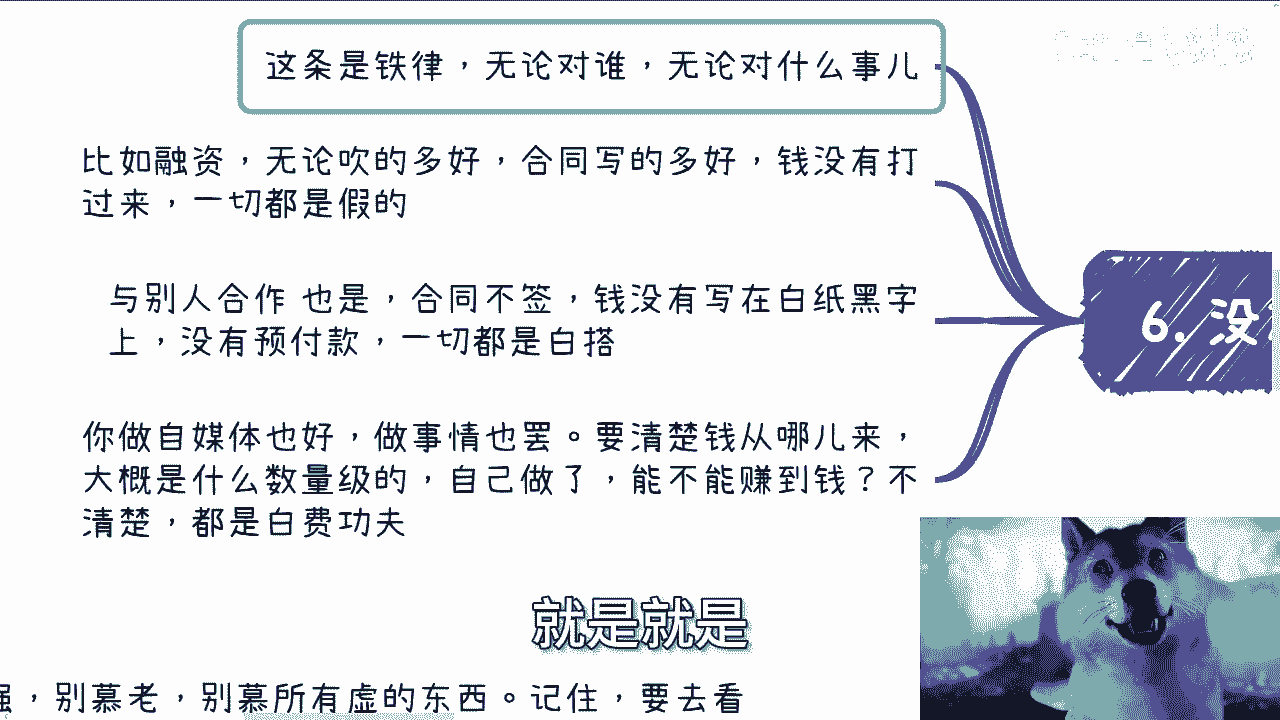 这条是铁律，无论对谁，无论对什么事儿
比如融资，无论吹的多好，合同写的多好，钱没有打
过来，一切都是假的
与别人合作 也是，合同不签，钱没有写在白纸黑字
上，没有预付款，一切都是白搭
你做自媒体也好，做事情也罢。要清楚钱从哪儿来，
大概是什么数量级的，自己做了，能不能赚到钱？不
清楚，都是白费功夫
6. 没
就是就是
强，别慕老，别慕所有虚的东西。记住，要去看